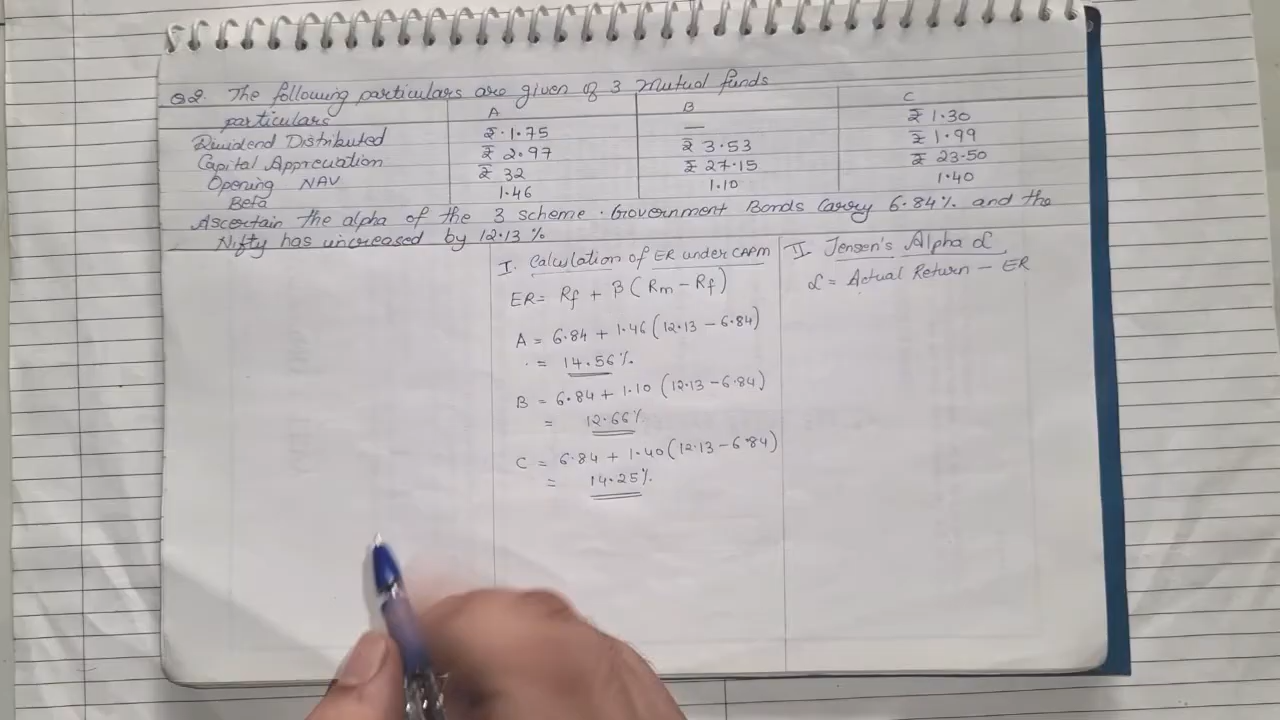 Q2. The following particulars are given of 3 Mutual funds
particulars A B C
Dividend Distributed ₹ 1.75 — ₹ 1.30
Capital Appreciation ₹ 2.97 ₹ 3.53 ₹ 1.99
Opening NAV ₹ 32 ₹ 27.15 ₹ 23.50
Beta 1.46 1.10 1.40
Ascertain the alpha of the 3 scheme. Government Bonds Carry 6.84% and the
Nifty has increased by 12.13 %
I. Calculation of ER under CAPM
ER = Rf + β (Rm – Rf)
A = 6.84 + 1.46 (12.13 – 6.84)
= 14.56%
B = 6.84 + 1.10 (12.13 – 6.84)
= 12.66%
C = 6.84 + 1.40 (12.13 – 6.84)
= 14.25%
II Jensen's Alpha α
α = Actual Return – ER